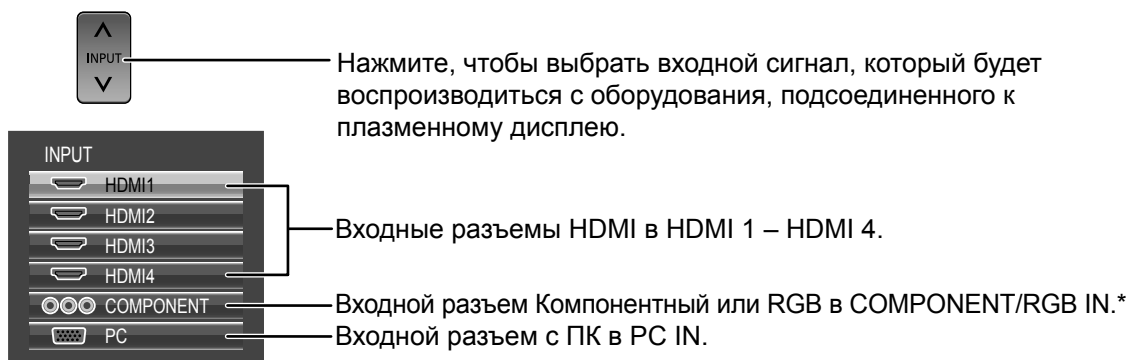 INPUT
Нажмите, чтобы выбрать входной сигнал, который будет
воспроизводиться с оборудования, подсоединенного к
плазменному дисплею.
INPUT
HDMI1
HDMI2
HDMI3
HDMI4
Входные разъемы HDMI в HDMI 1 – HDMI 4.
COMPONENT
Входной разъем Компонентный или RGB в COMPONENT/RGB IN.*
PC
Входной разъем с ПК в PC IN.